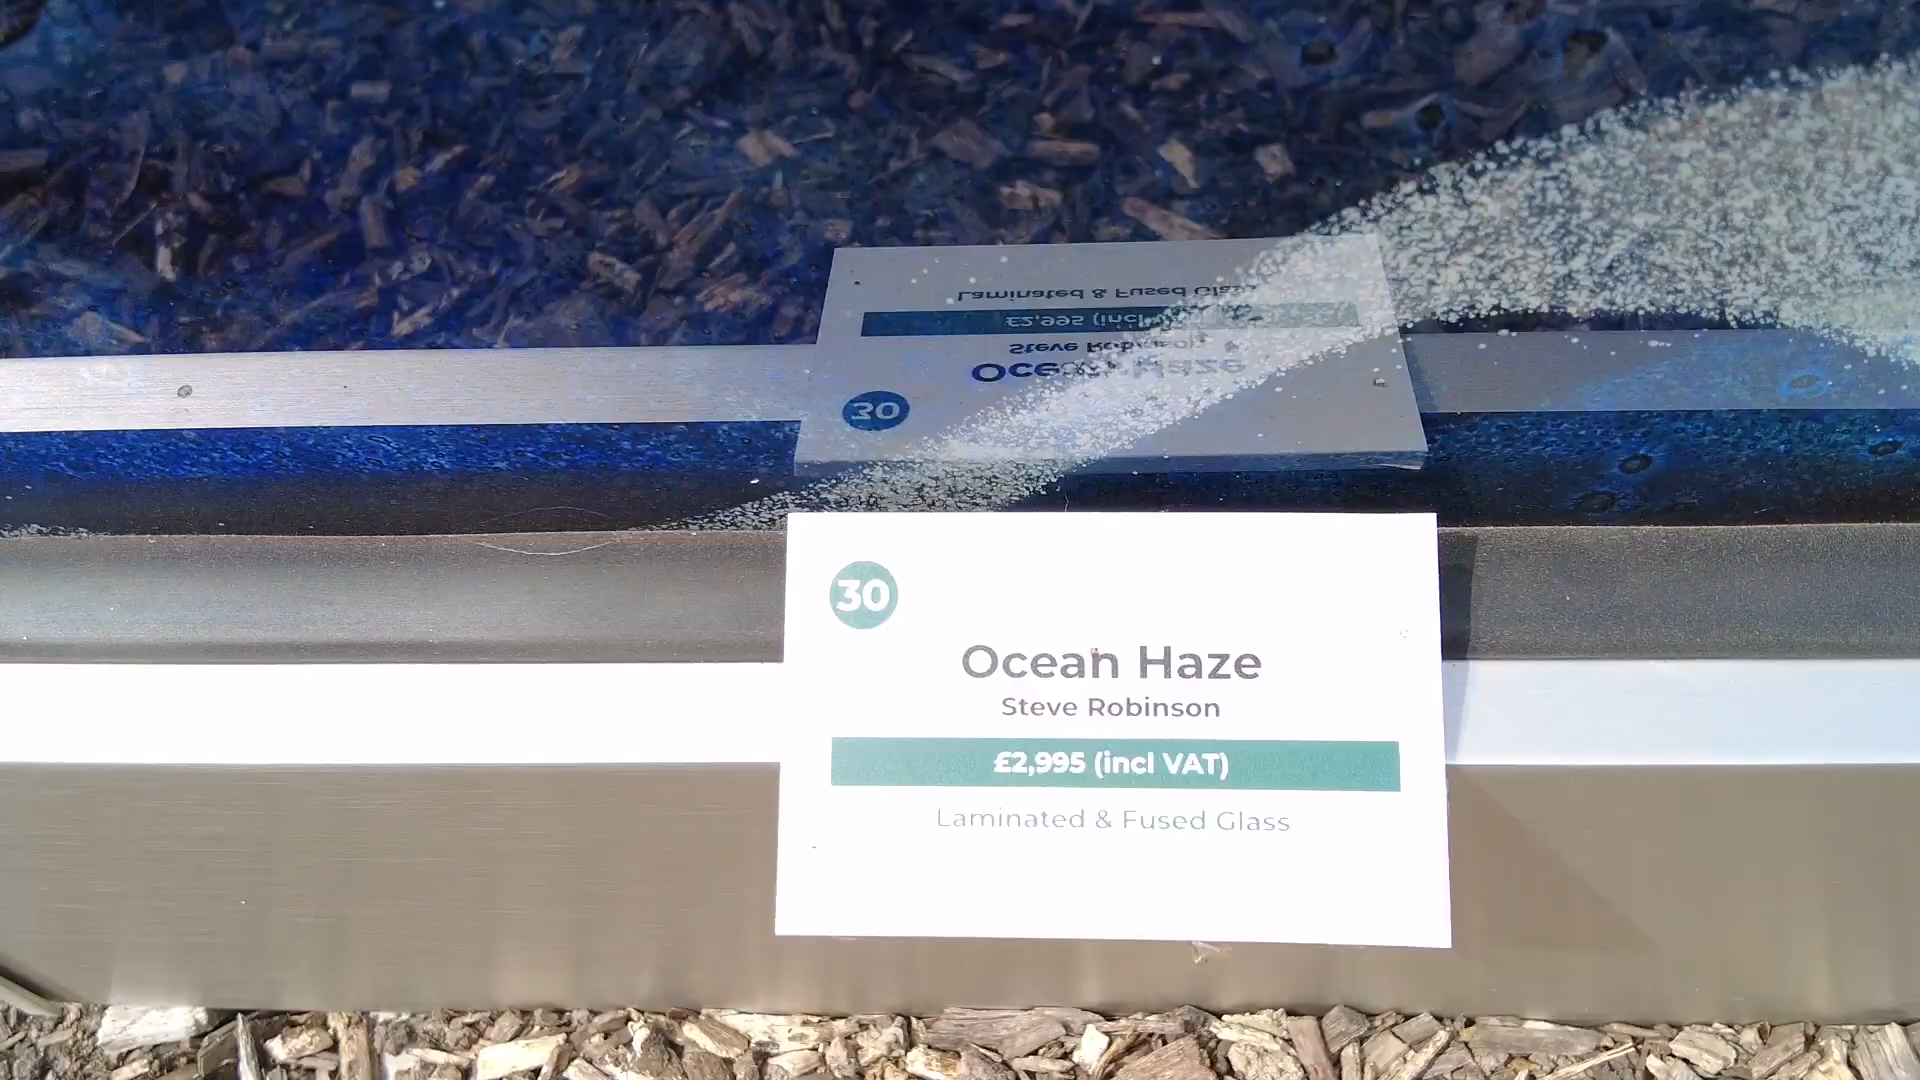 30
Ocean Haze
Steve Robinson
£2,995 (incl VAT)
Laminated & Fused Glass